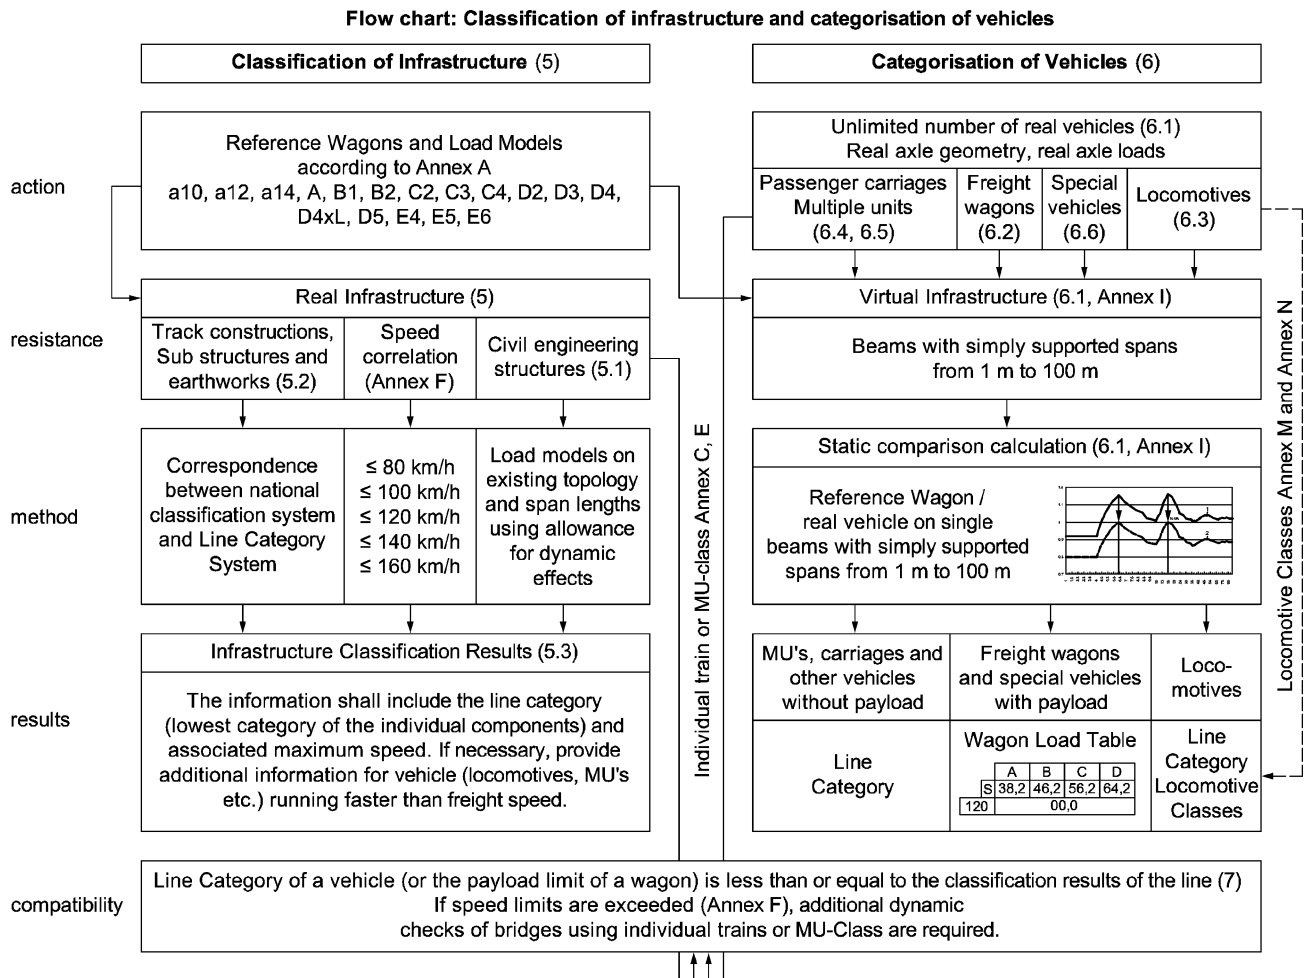 Flow chart: Classification of infrastructure and categorisation of vehicles
Classification of Infrastructure (5)
Categorisation of Vehicles (6)
action
Reference Wagons and Load Models
according to Annex A
a10, a12, a14, A, B1, B2, C2, C3, C4, D2, D3, D4,
D4xL, D5, E4, E5, E6
Unlimited number of real vehicles (6.1)
Real axle geometry, real axle loads
Passenger carriages
Multiple units
(6.4, 6.5)
Freight
wagons
(6.2)
Special
vehicles
(6.6)
Locomotives
(6.3)
resistance
Real Infrastructure (5)
Track constructions,
Sub structures and
earthworks (5.2)
Speed
correlation
(Annex F)
Civil engineering
structures (5.1)
Virtual Infrastructure (6.1, Annex I)
Beams with simply supported spans
from 1 m to 100 m
method
Correspondence
between national
classification system
and Line Category
System
≤ 80 km/h
≤ 100 km/h
≤ 120 km/h
≤ 140 km/h
≤ 160 km/h
Load models on
existing topology
and span lengths
using allowance
for dynamic
effects
Individual train or MU-class Annex C, E
Static comparison calculation (6.1, Annex I)
Reference Wagon /
real vehicle on single
beams with simply supported
spans from 1 m to 100 m
Locomotive Classes Annex M and Annex N
results
Infrastructure Classification Results (5.3)
The information shall include the line category
(lowest category of the individual components) and
associated maximum speed. If necessary, provide
additional information for vehicle (locomotives, MU's
etc.) running faster than freight speed.
MU's, carriages and
other vehicles
without payload
Freight wagons
and special vehicles
with payload
Loco-
motives
Line
Category
Wagon Load Table
A B C D
S 38,2 46,2 56,2 64,2
120 00,0
Line
Category
Locomotive
Classes
compatibility
Line Category of a vehicle (or the payload limit of a wagon) is less than or equal to the classification results of the line (7)
If speed limits are exceeded (Annex F), additional dynamic
checks of bridges using individual trains or MU-Class are required.